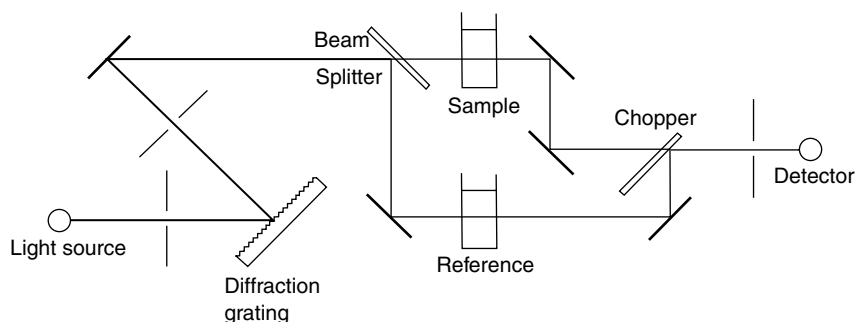 Beam
Splitter
Sample
Chopper
Detector
Light source
Diffraction
grating
Reference